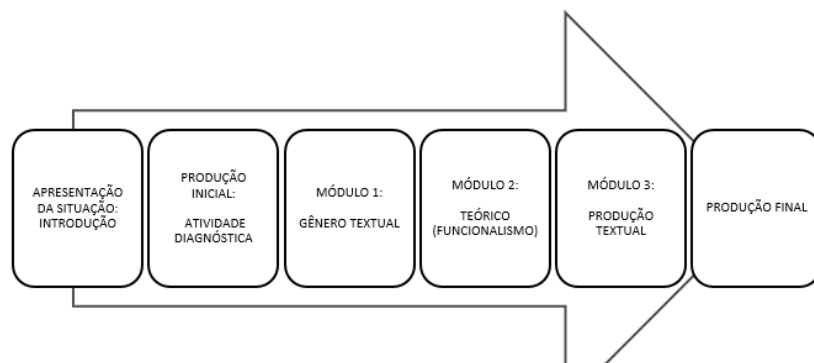 APRESENTAÇÃO
DA SITUAÇÃO:
INTRODUÇÃO
PRODUÇÃO
INICIAL:
ATIVIDADE
DIAGNÓSTICA
MÓDULO 1:
GÊNERO TEXTUAL
MÓDULO 2:
TEÓRICO
(FUNCIONALISMO)
MÓDULO 3:
PRODUÇÃO
TEXTUAL
PRODUÇÃO FINAL